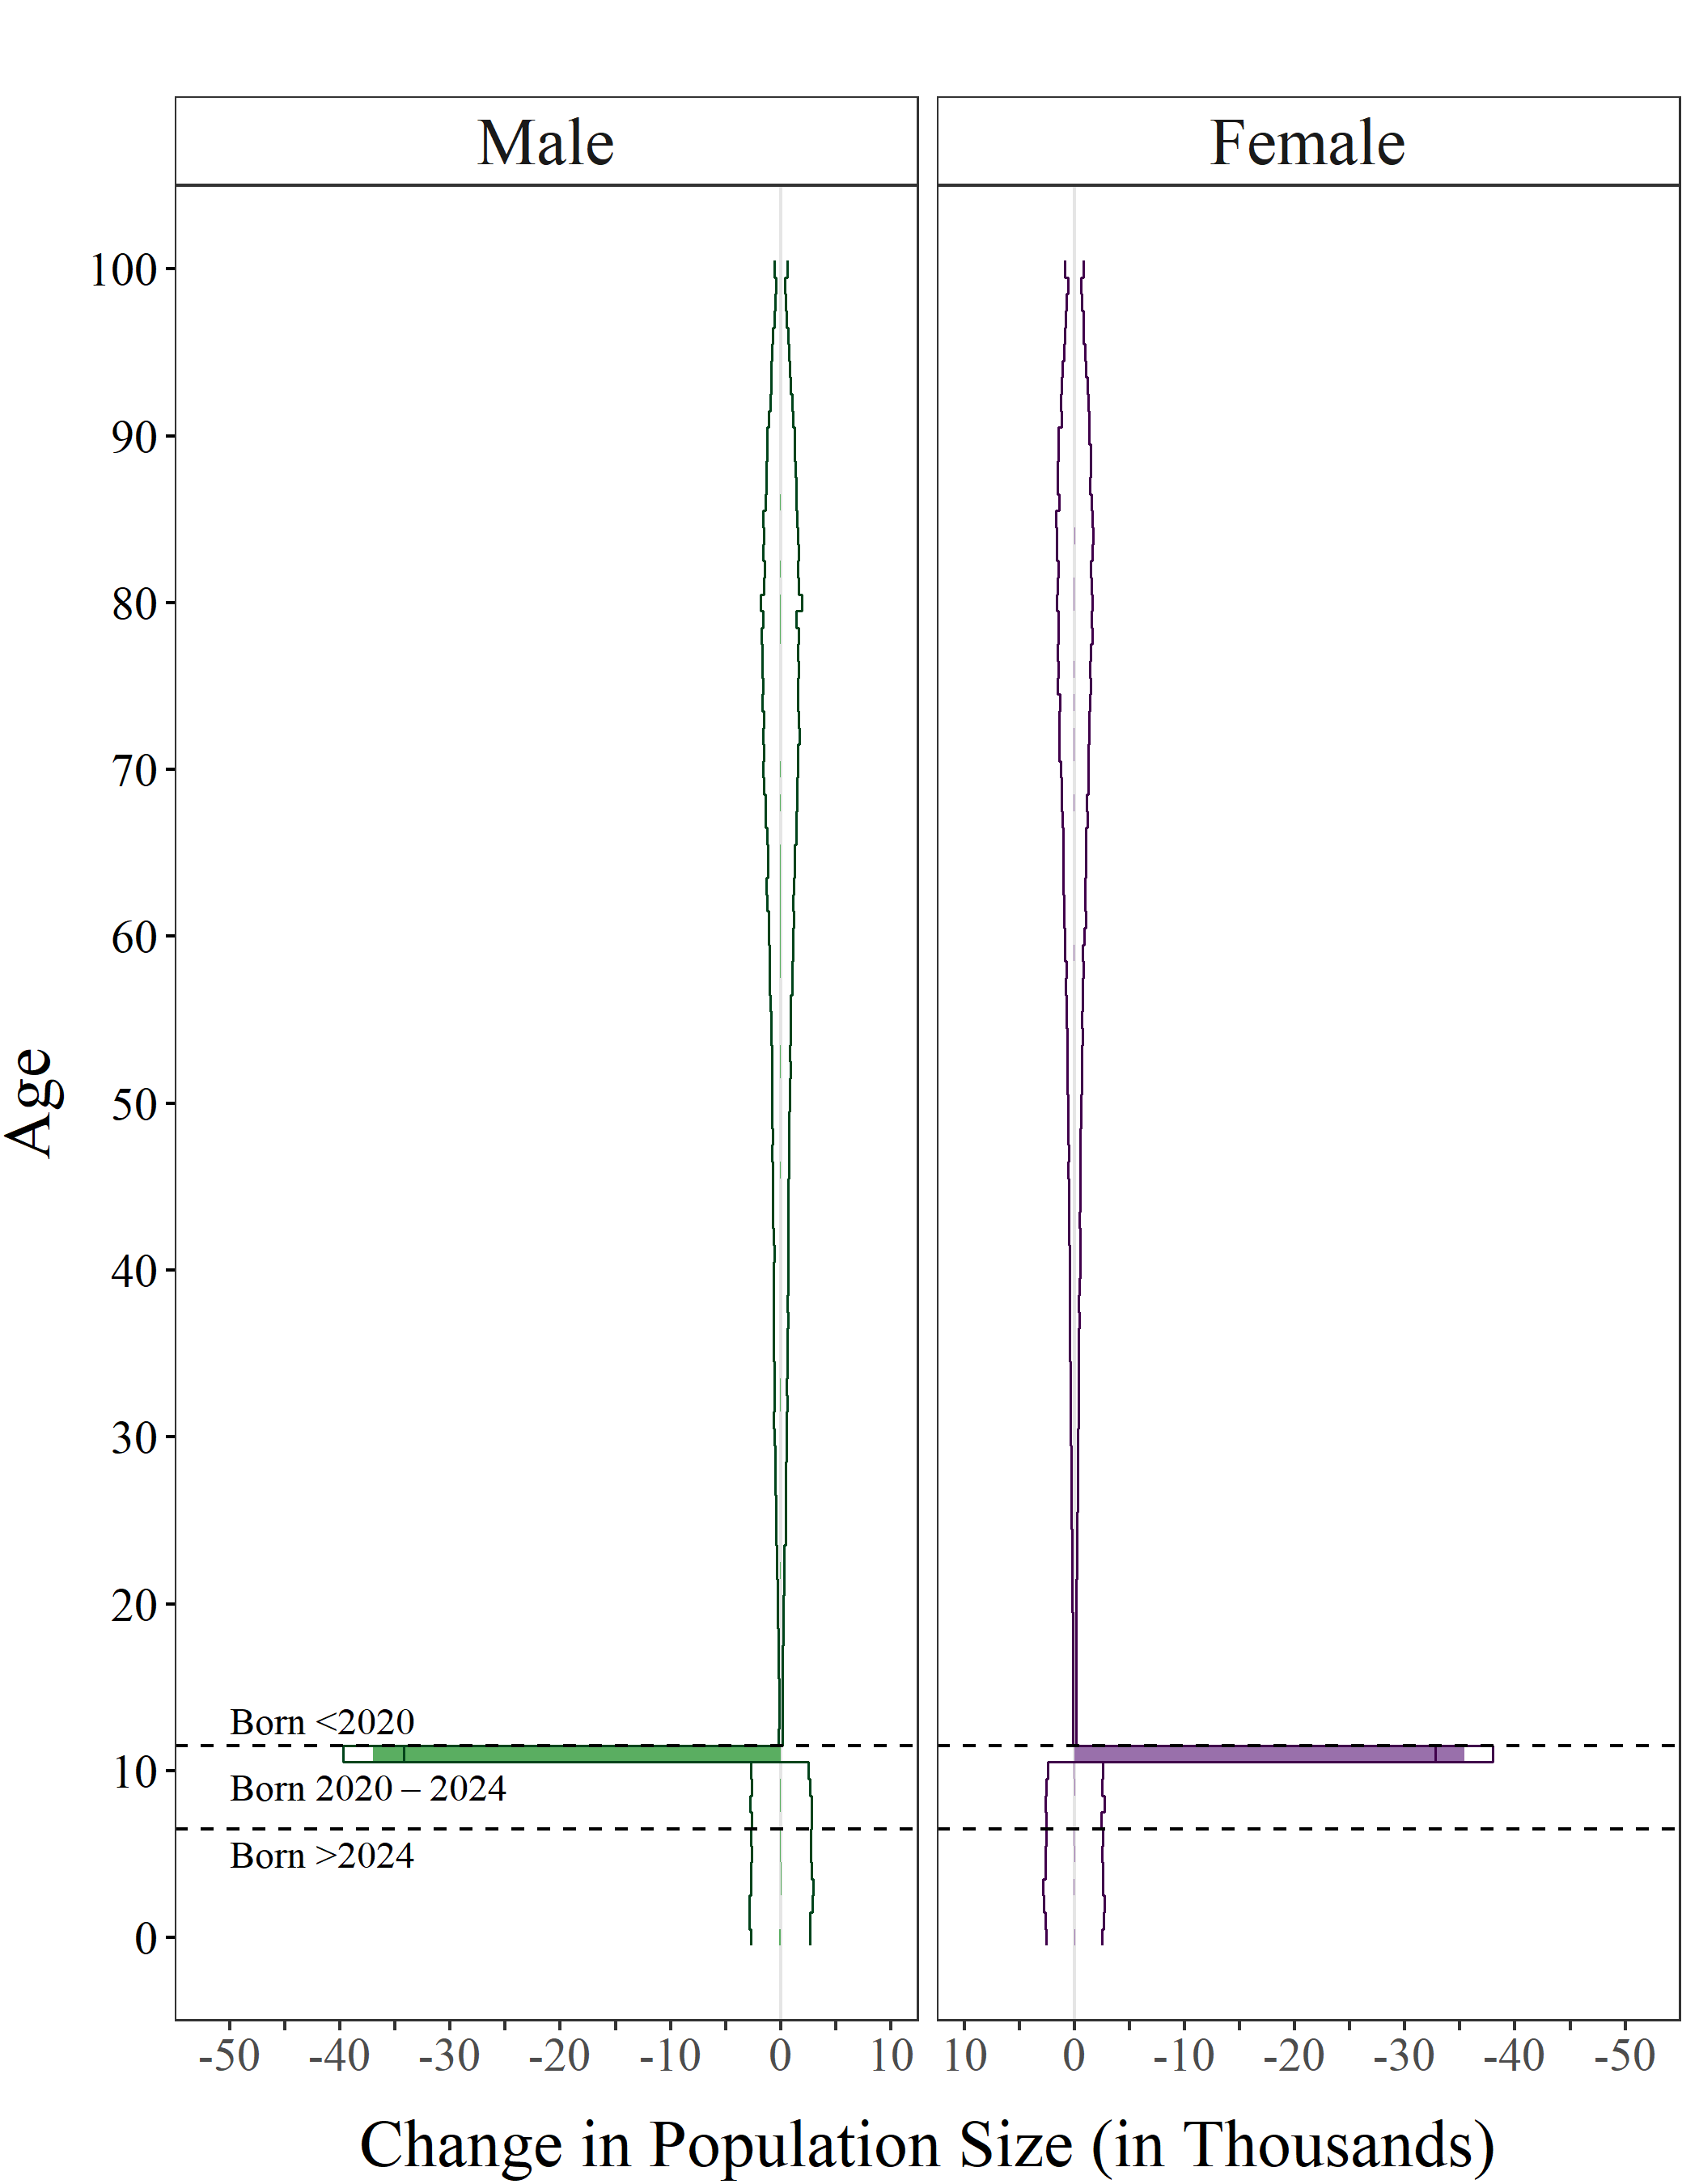 Male Female
100
90
80
70
60
50
40
30
20
Born <2020
10
Born 2020 – 2024
Born >2024
0
-50 -40 -30 -20 -10 0 10 10 0 -10 -20 -30 -40 -50
Age
Change in Population Size (in Thousands)